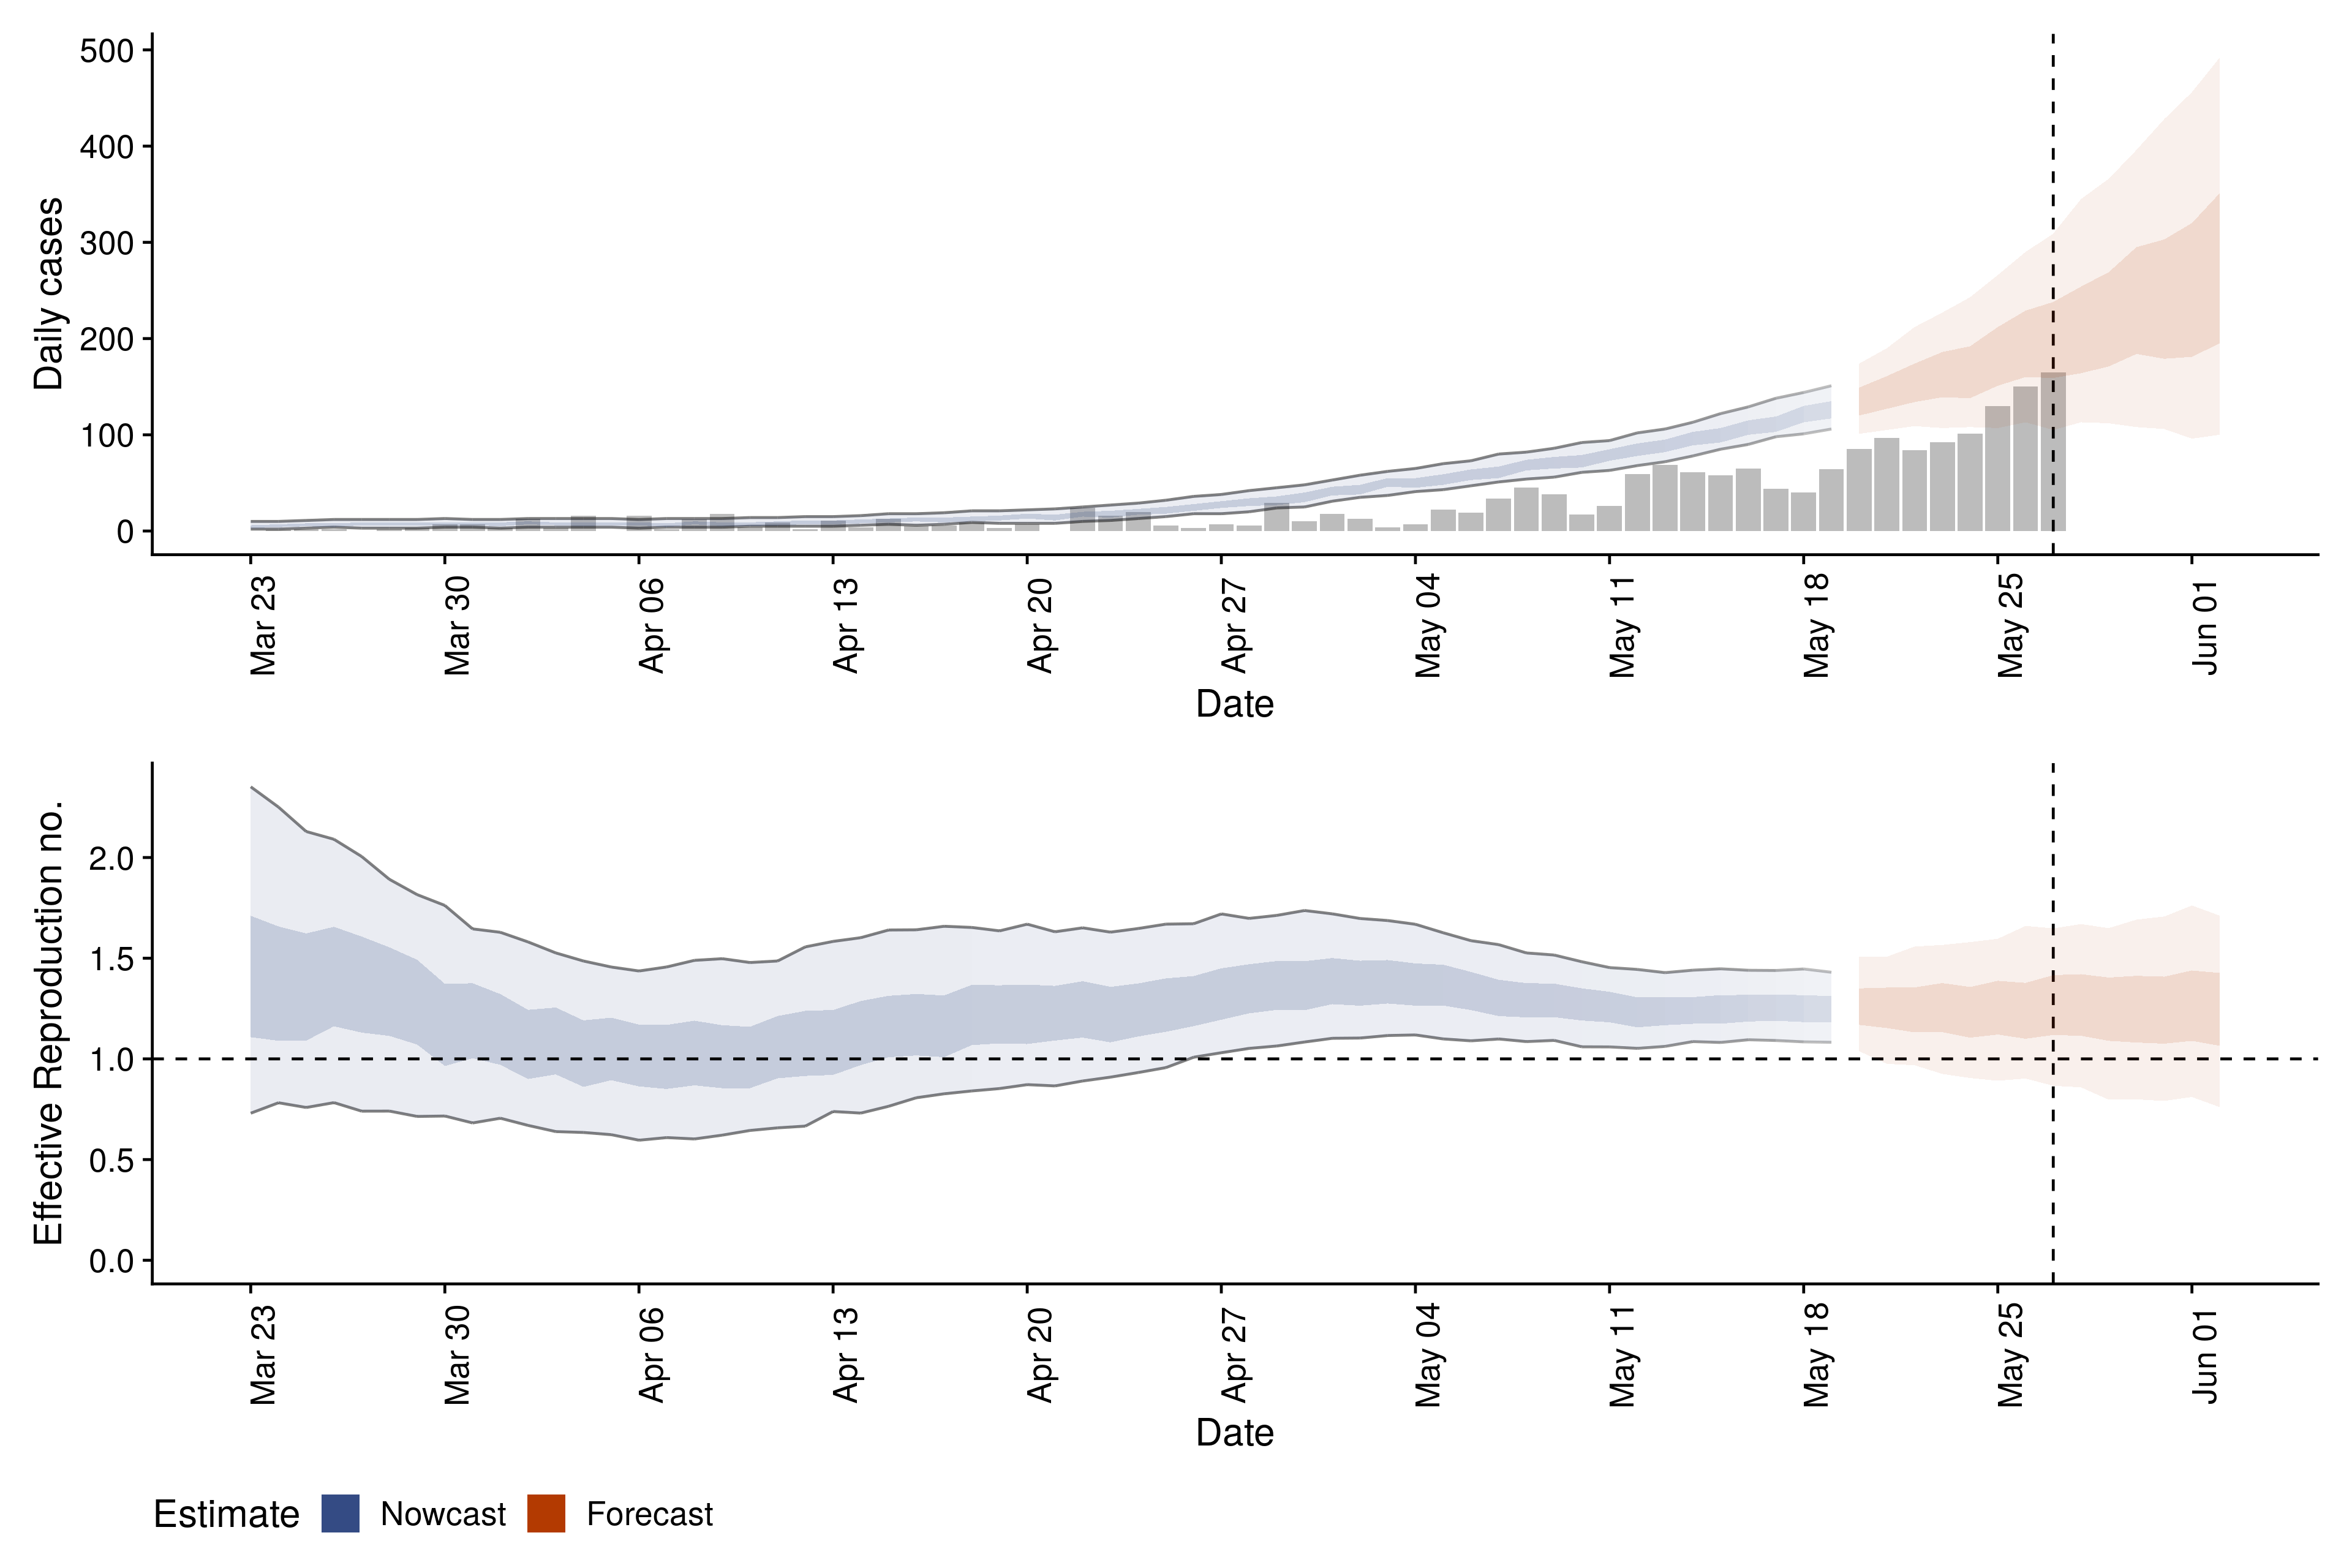 Daily cases
500
400
300
200
100
0
Mar 23
Mar 30
Apr 06
Apr 13
Apr 20
Apr 27
May 04
May 11
May 18
May 25
Jun 01
Date
Effective Reproduction no.
2.0
1.5
1.0
0.5
0.0
Mar 23
Mar 30
Apr 06
Apr 13
Apr 20
Apr 27
May 04
May 11
May 18
May 25
Jun 01
Date
Estimate Nowcast Forecast